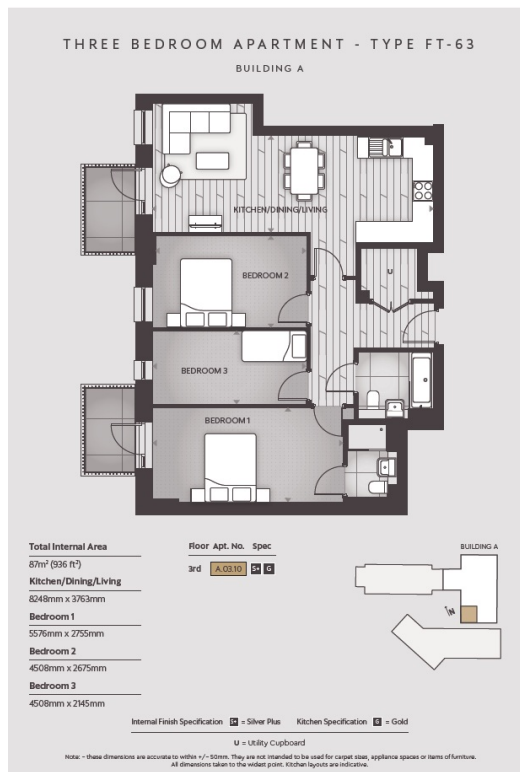 THREE BEDROOM APARTMENT - TYPE FT-63
BUILDING A
KITCHEN/DINING/LIVING
BEDROOM 2
U
BEDROOM 3
BEDROOM 1
Total Internal Area
87m² (936 ft²)
Kitchen/Dining/Living
8248mm x 3763mm
Bedroom 1
5576mm x 2755mm
Bedroom 2
4508mm x 2675mm
Bedroom 3
4508mm x 2145mm
Floor Apt. No. Spec
3rd A.03.10 S+ G
BUILDING A
N
Internal Finish Specification S+ = Silver Plus Kitchen Specification G = Gold
U = Utility Cupboard
Note: - these dimensions are accurate to within +/- 50mm. They are not intended to be used for carpet sizes, appliance spaces or items of furniture.
All dimensions taken to the widest point. Kitchen layouts are indicative.